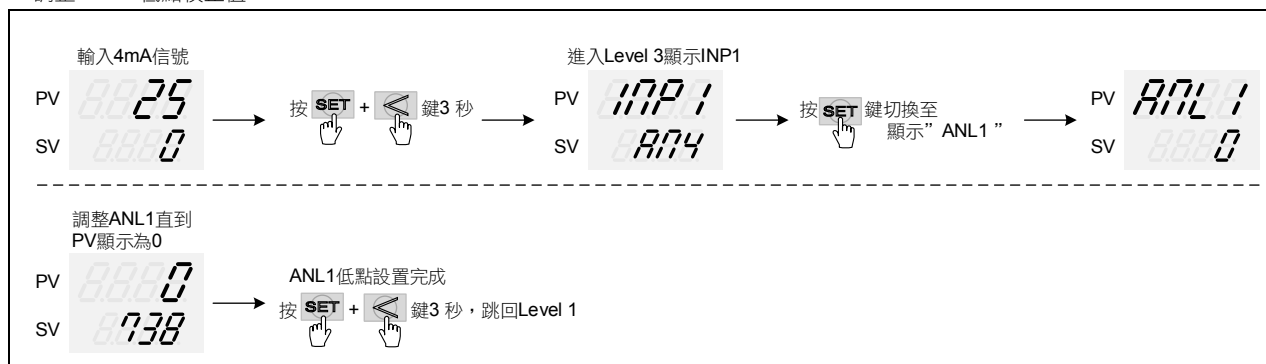 輸入4mA信號
PV 25
SV 0
按 SET + < 鍵3 秒
進入Level 3顯示INP1
PV INP1
SV AN4
按 SET 鍵切換至
顯示” ANL1 ”
PV ANL1
SV 0
調整ANL1直到
PV顯示為0
PV 0
SV 738
ANL1低點設置完成
按 SET + < 鍵3 秒，跳回Level 1